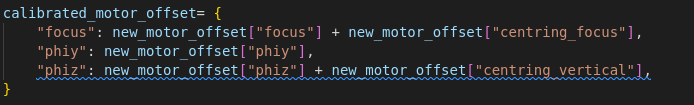 calibrated_motor_offset= {
    "focus": new_motor_offset["focus"] + new_motor_offset["centring_focus"],
    "phiy": new_motor_offset["phiy"],
    "phiz": new_motor_offset["phiz"] + new_motor_offset["centring_vertical"],
}